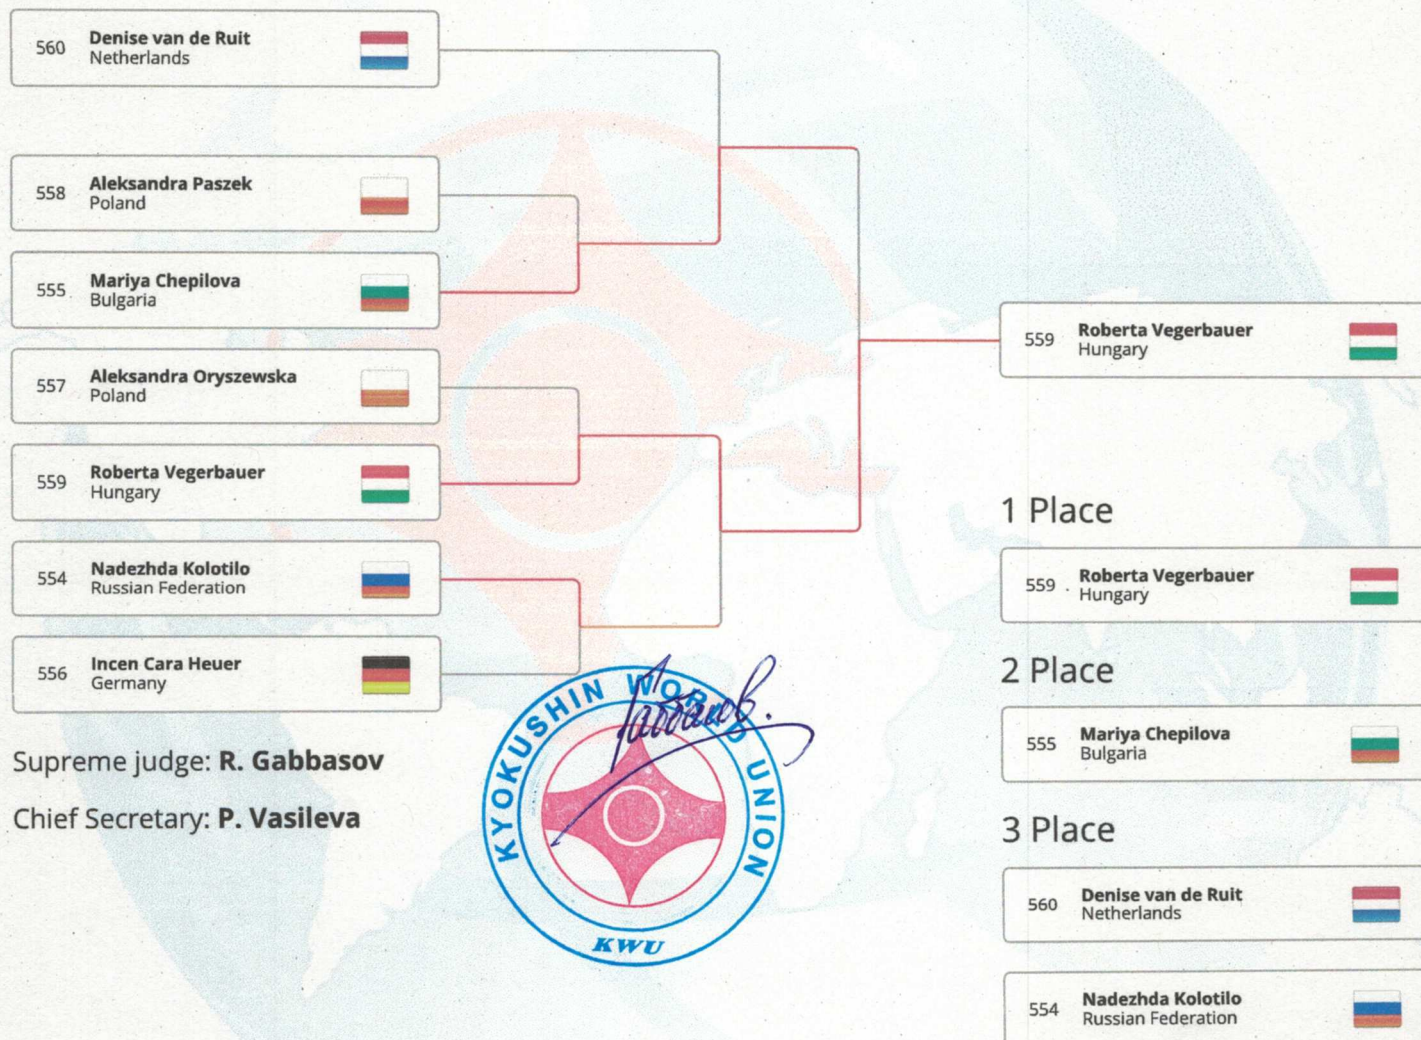 560
Denise van de Ruit
Netherlands
558
Aleksandra Paszek
Poland
555
Mariya Chepilova
Bulgaria
557
Aleksandra Oryszewska
Poland
559
Roberta Vegerbauer
Hungary
554
Nadezhda Kolotilo
Russian Federation
556
Incen Cara Heuer
Germany
Supreme judge: R. Gabbasov
Chief Secretary: P. Vasileva
KYOKUSHIN WORLD UNION
KWU
Габбасов.
559
Roberta Vegerbauer
Hungary
1 Place
559
Roberta Vegerbauer
Hungary
2 Place
555
Mariya Chepilova
Bulgaria
3 Place
560
Denise van de Ruit
Netherlands
554
Nadezhda Kolotilo
Russian Federation